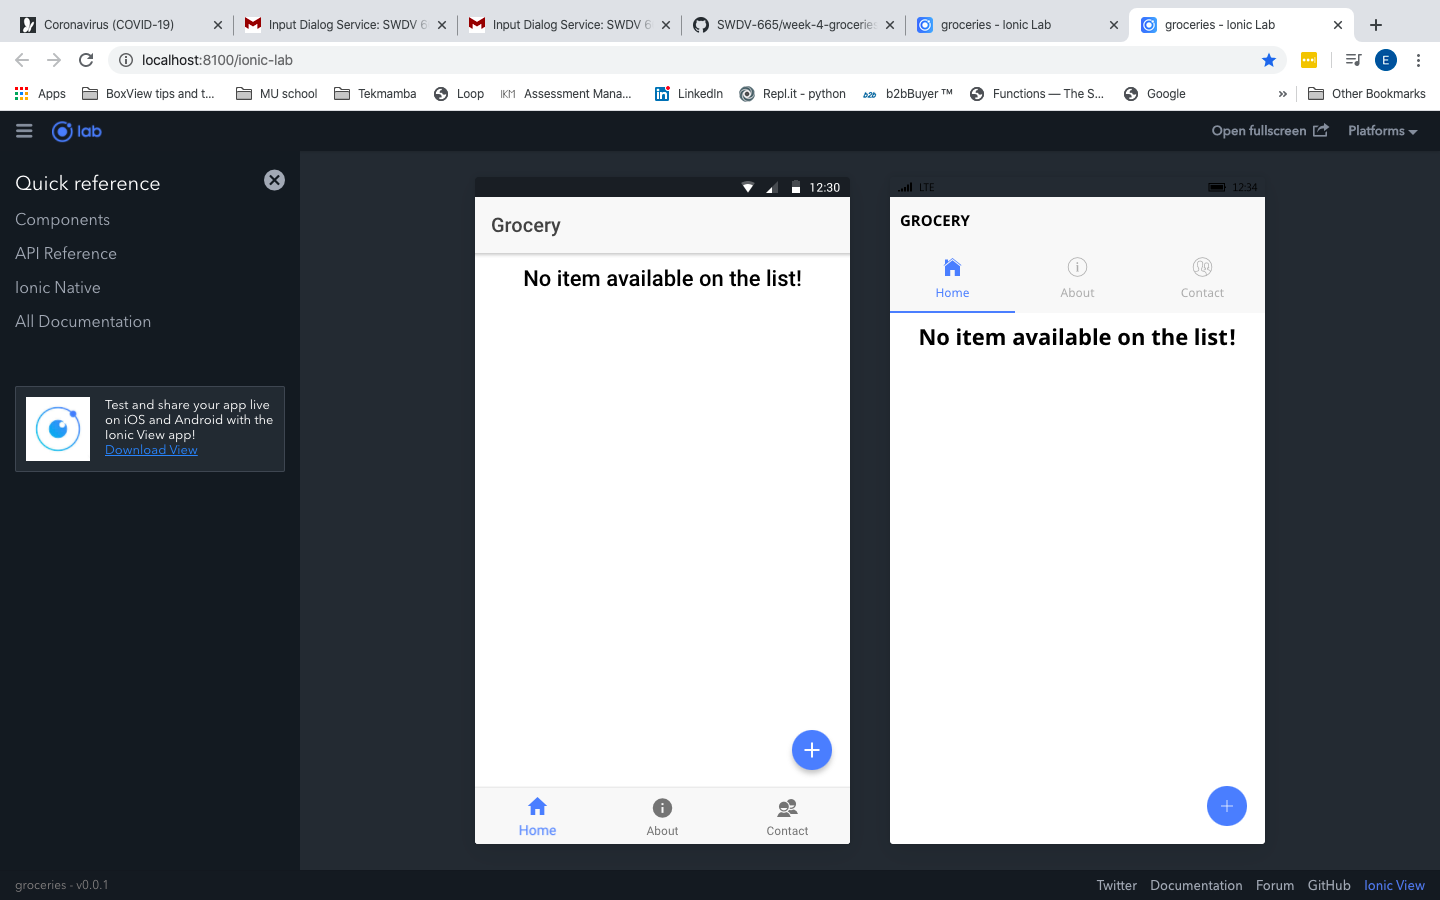 Coronavirus (COVID-19)
Input Dialog Service: SWDV 6
Input Dialog Service: SWDV 6
SWDV-665/week-4-groceries
groceries - Ionic Lab
groceries - Ionic Lab
localhost:8100/ionic-lab
E
Apps
BoxView tips and t...
MU school
Tekmamba
Loop
IKM
Assessment Mana...
LinkedIn
Repl.it - python
b2b
b2bBuyer ™
Functions — The S...
Google
»
Other Bookmarks
lab
Open fullscreen
Platforms
Quick reference
Components
API Reference
Ionic Native
All Documentation
Test and share your app live
on iOS and Android with the
Ionic View app!
Download View
12:30
Grocery
No item available on the list!
Home
About
Contact
LTE
12:34
GROCERY
Home
About
Contact
No item available on the list!
groceries - v0.0.1
Twitter
Documentation
Forum
GitHub
Ionic View